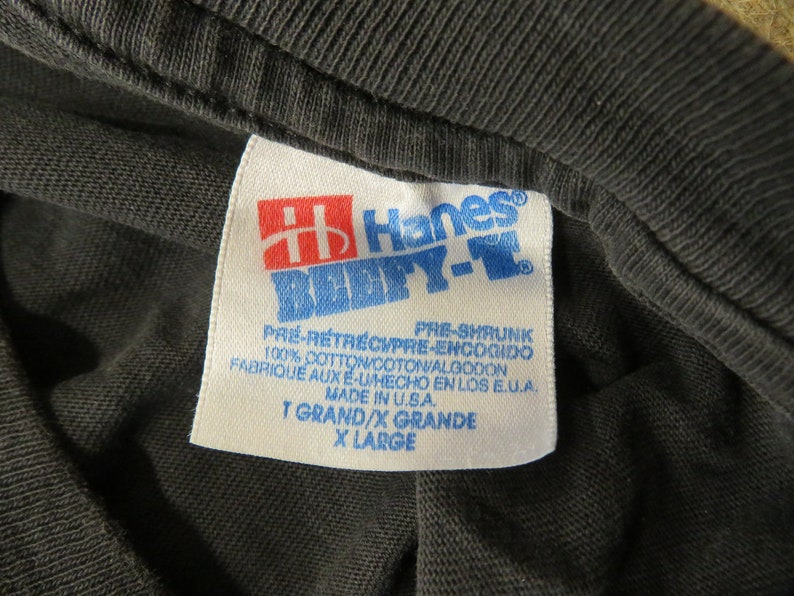 H Hanes®
BEEFY-T®
PRE-SHRUNK
PRÉ-RÉTRÉCI/PRE-ENCOGIDO
100% COTTON/COTON/ALGODON
FABRIQUE AUX É-U/HECHO EN LOS E.U.A.
MADE IN U.S.A.
T GRAND/X GRANDE
X LARGE